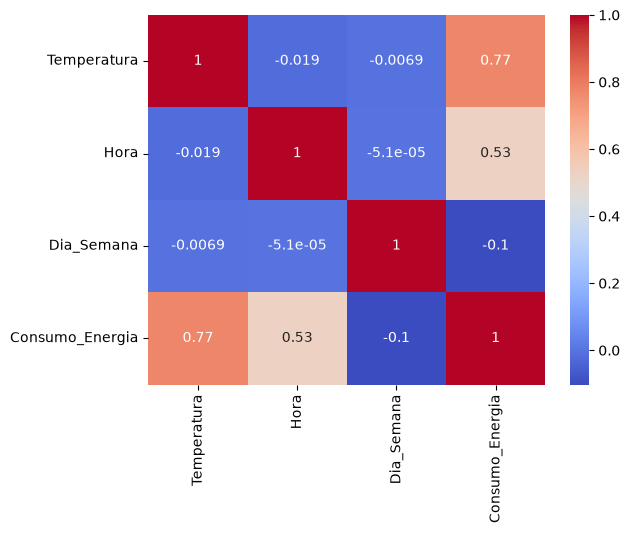 Temperatura 1 -0.019 -0.0069 0.77
Hora -0.019 1 -5.1e-05 0.53
Dia_Semana -0.0069 -5.1e-05 1 -0.1
Consumo_Energia 0.77 0.53 -0.1 1
Temperatura
Hora
Dia_Semana
Consumo_Energia
1.0
0.8
0.6
0.4
0.2
0.0